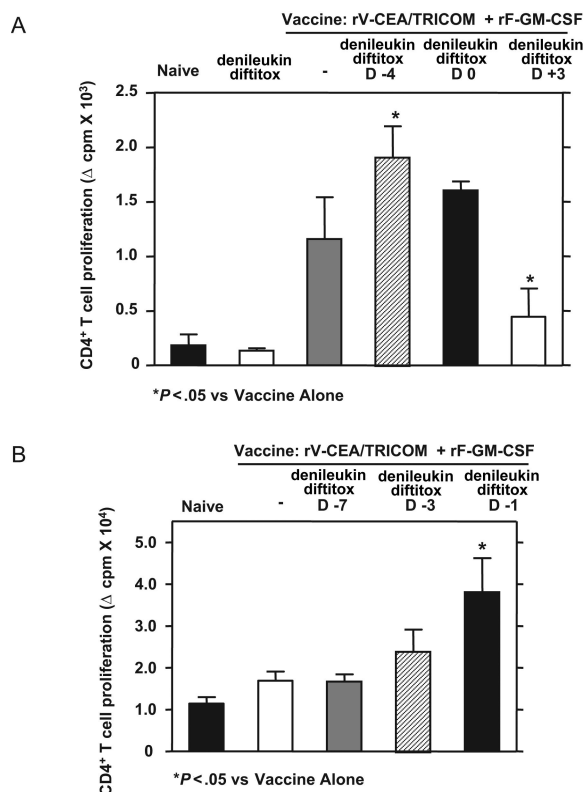 A
Vaccine: rV-CEA/TRICOM + rF-GM-CSF
Naive
denileukin
diftitox
-
denileukin
diftitox
D -4
denileukin
diftitox
D 0
denileukin
diftitox
D +3
CD4+ T cell proliferation (Δ cpm X 10³)
2.5
2.0
1.5
1.0
0.5
0
*
*
*P < .05 vs Vaccine Alone
B
Vaccine: rV-CEA/TRICOM + rF-GM-CSF
Naive
-
denileukin
diftitox
D -7
denileukin
diftitox
D -3
denileukin
diftitox
D -1
CD4+ T cell proliferation (Δ cpm X 10⁴)
5.0
4.0
3.0
2.0
1.0
0
*
*P < .05 vs Vaccine Alone